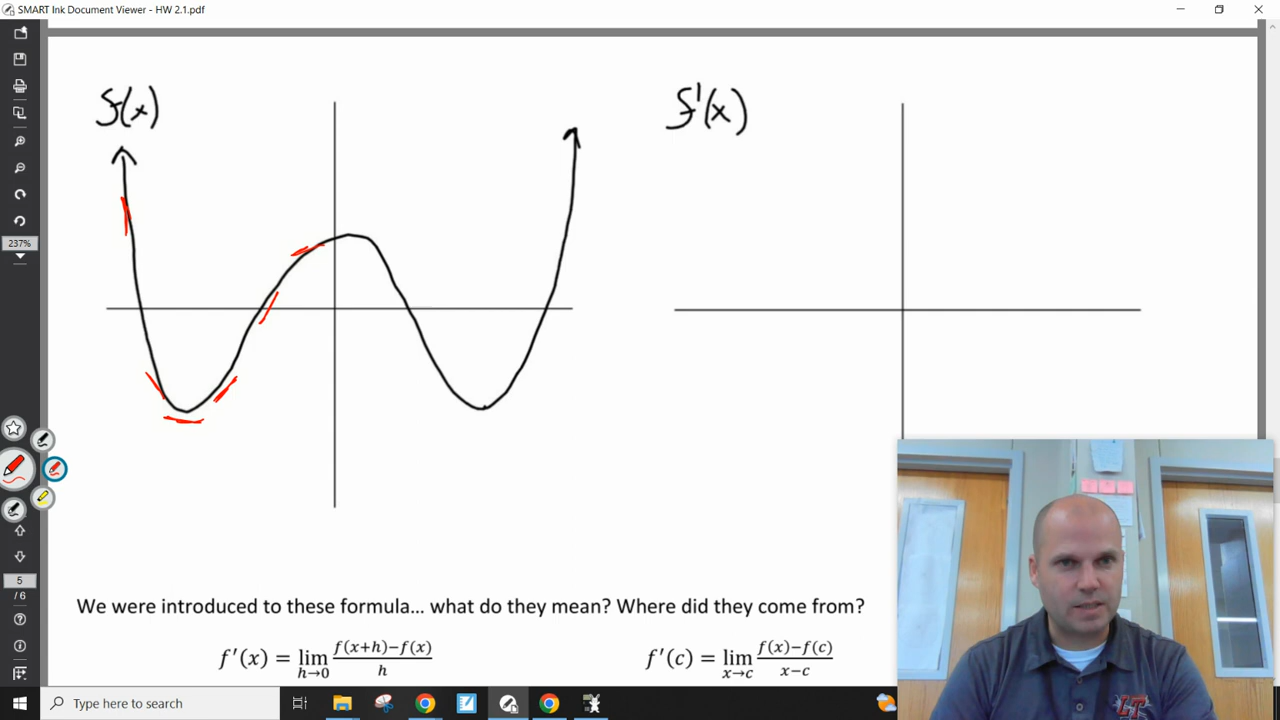 SMART Ink Document Viewer - HW 2.1.pdf
f(x)
f'(x)
237%
5
/ 6
We were introduced to these formula... what do they mean? Where did they come from?
f′(x) = lim h→0 f(x+h)−f(x) / h
f′(c) = lim x→c f(x)−f(c) / x−c
LT
Type here to search